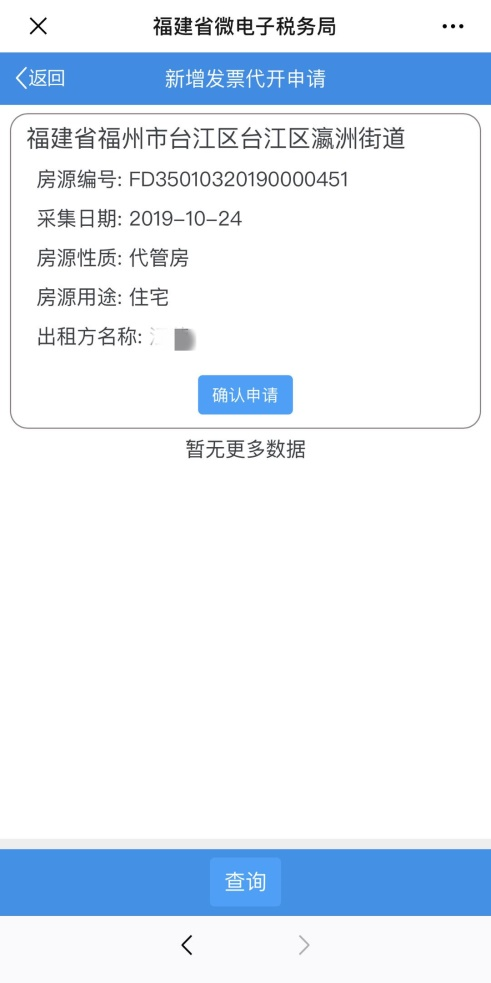 福建省微电子税务局
返回
新增发票代开申请
福建省福州市台江区台江区瀛洲街道
房源编号: FD35010320190000451
采集日期: 2019-10-24
房源性质: 代管房
房源用途: 住宅
出租方名称:
确认申请
暂无更多数据
查询